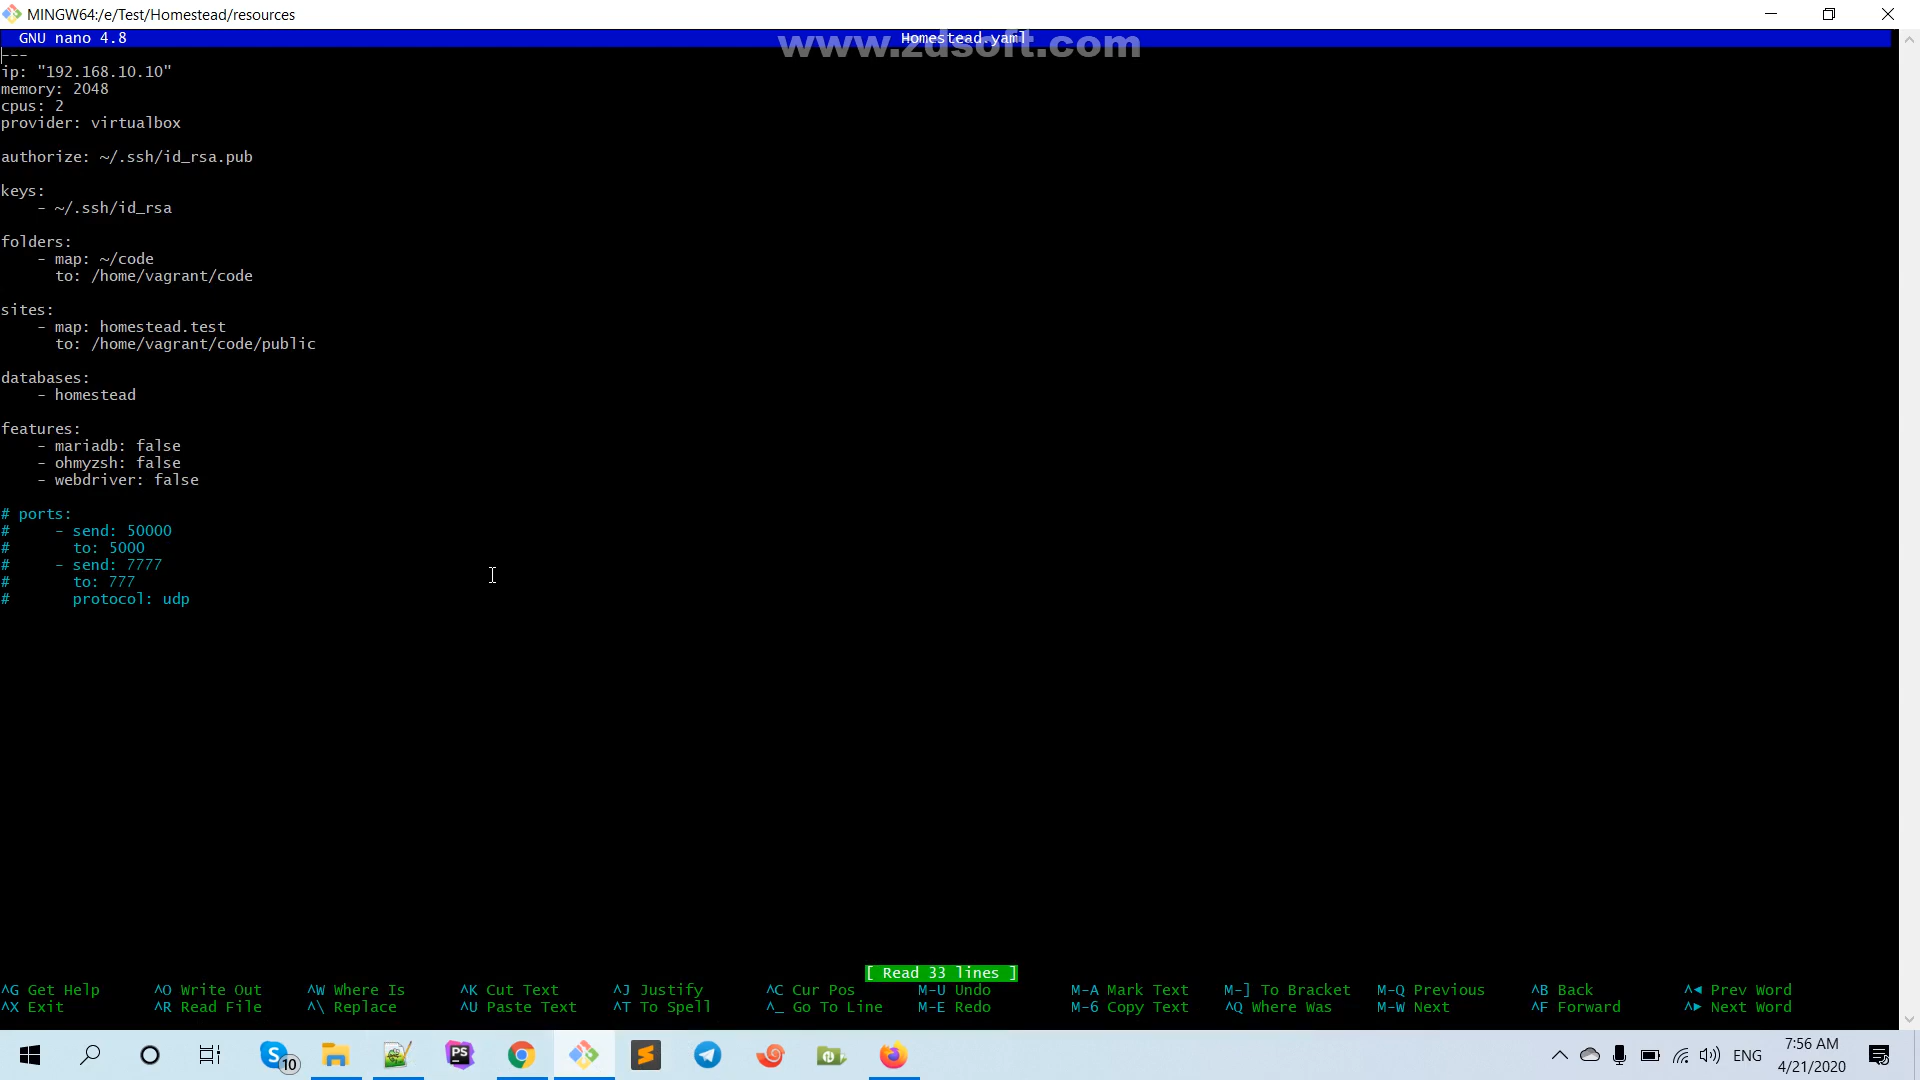 MINGW64:/e/Test/Homestead/resources
GNU nano 4.8 Homestead.yaml
www.zdsoft.com
---
ip: "192.168.10.10"
memory: 2048
cpus: 2
provider: virtualbox
authorize: ~/.ssh/id_rsa.pub
keys:
    - ~/.ssh/id_rsa
folders:
    - map: ~/code
      to: /home/vagrant/code
sites:
    - map: homestead.test
      to: /home/vagrant/code/public
databases:
    - homestead
features:
    - mariadb: false
    - ohmyzsh: false
    - webdriver: false
# ports:
#     - send: 50000
#       to: 5000
#     - send: 7777
#       to: 777
#       protocol: udp
[ Read 33 lines ]
^G Get Help ^O Write Out ^W Where Is ^K Cut Text ^J Justify ^C Cur Pos M-U Undo M-A Mark Text M-] To Bracket M-Q Previous ^B Back ^◄ Prev Word
^X Exit ^R Read File ^\ Replace ^U Paste Text ^T To Spell ^_ Go To Line M-E Redo M-6 Copy Text ^Q Where Was M-W Next ^F Forward ^► Next Word
10
PS
ENG
7:56 AM
4/21/2020